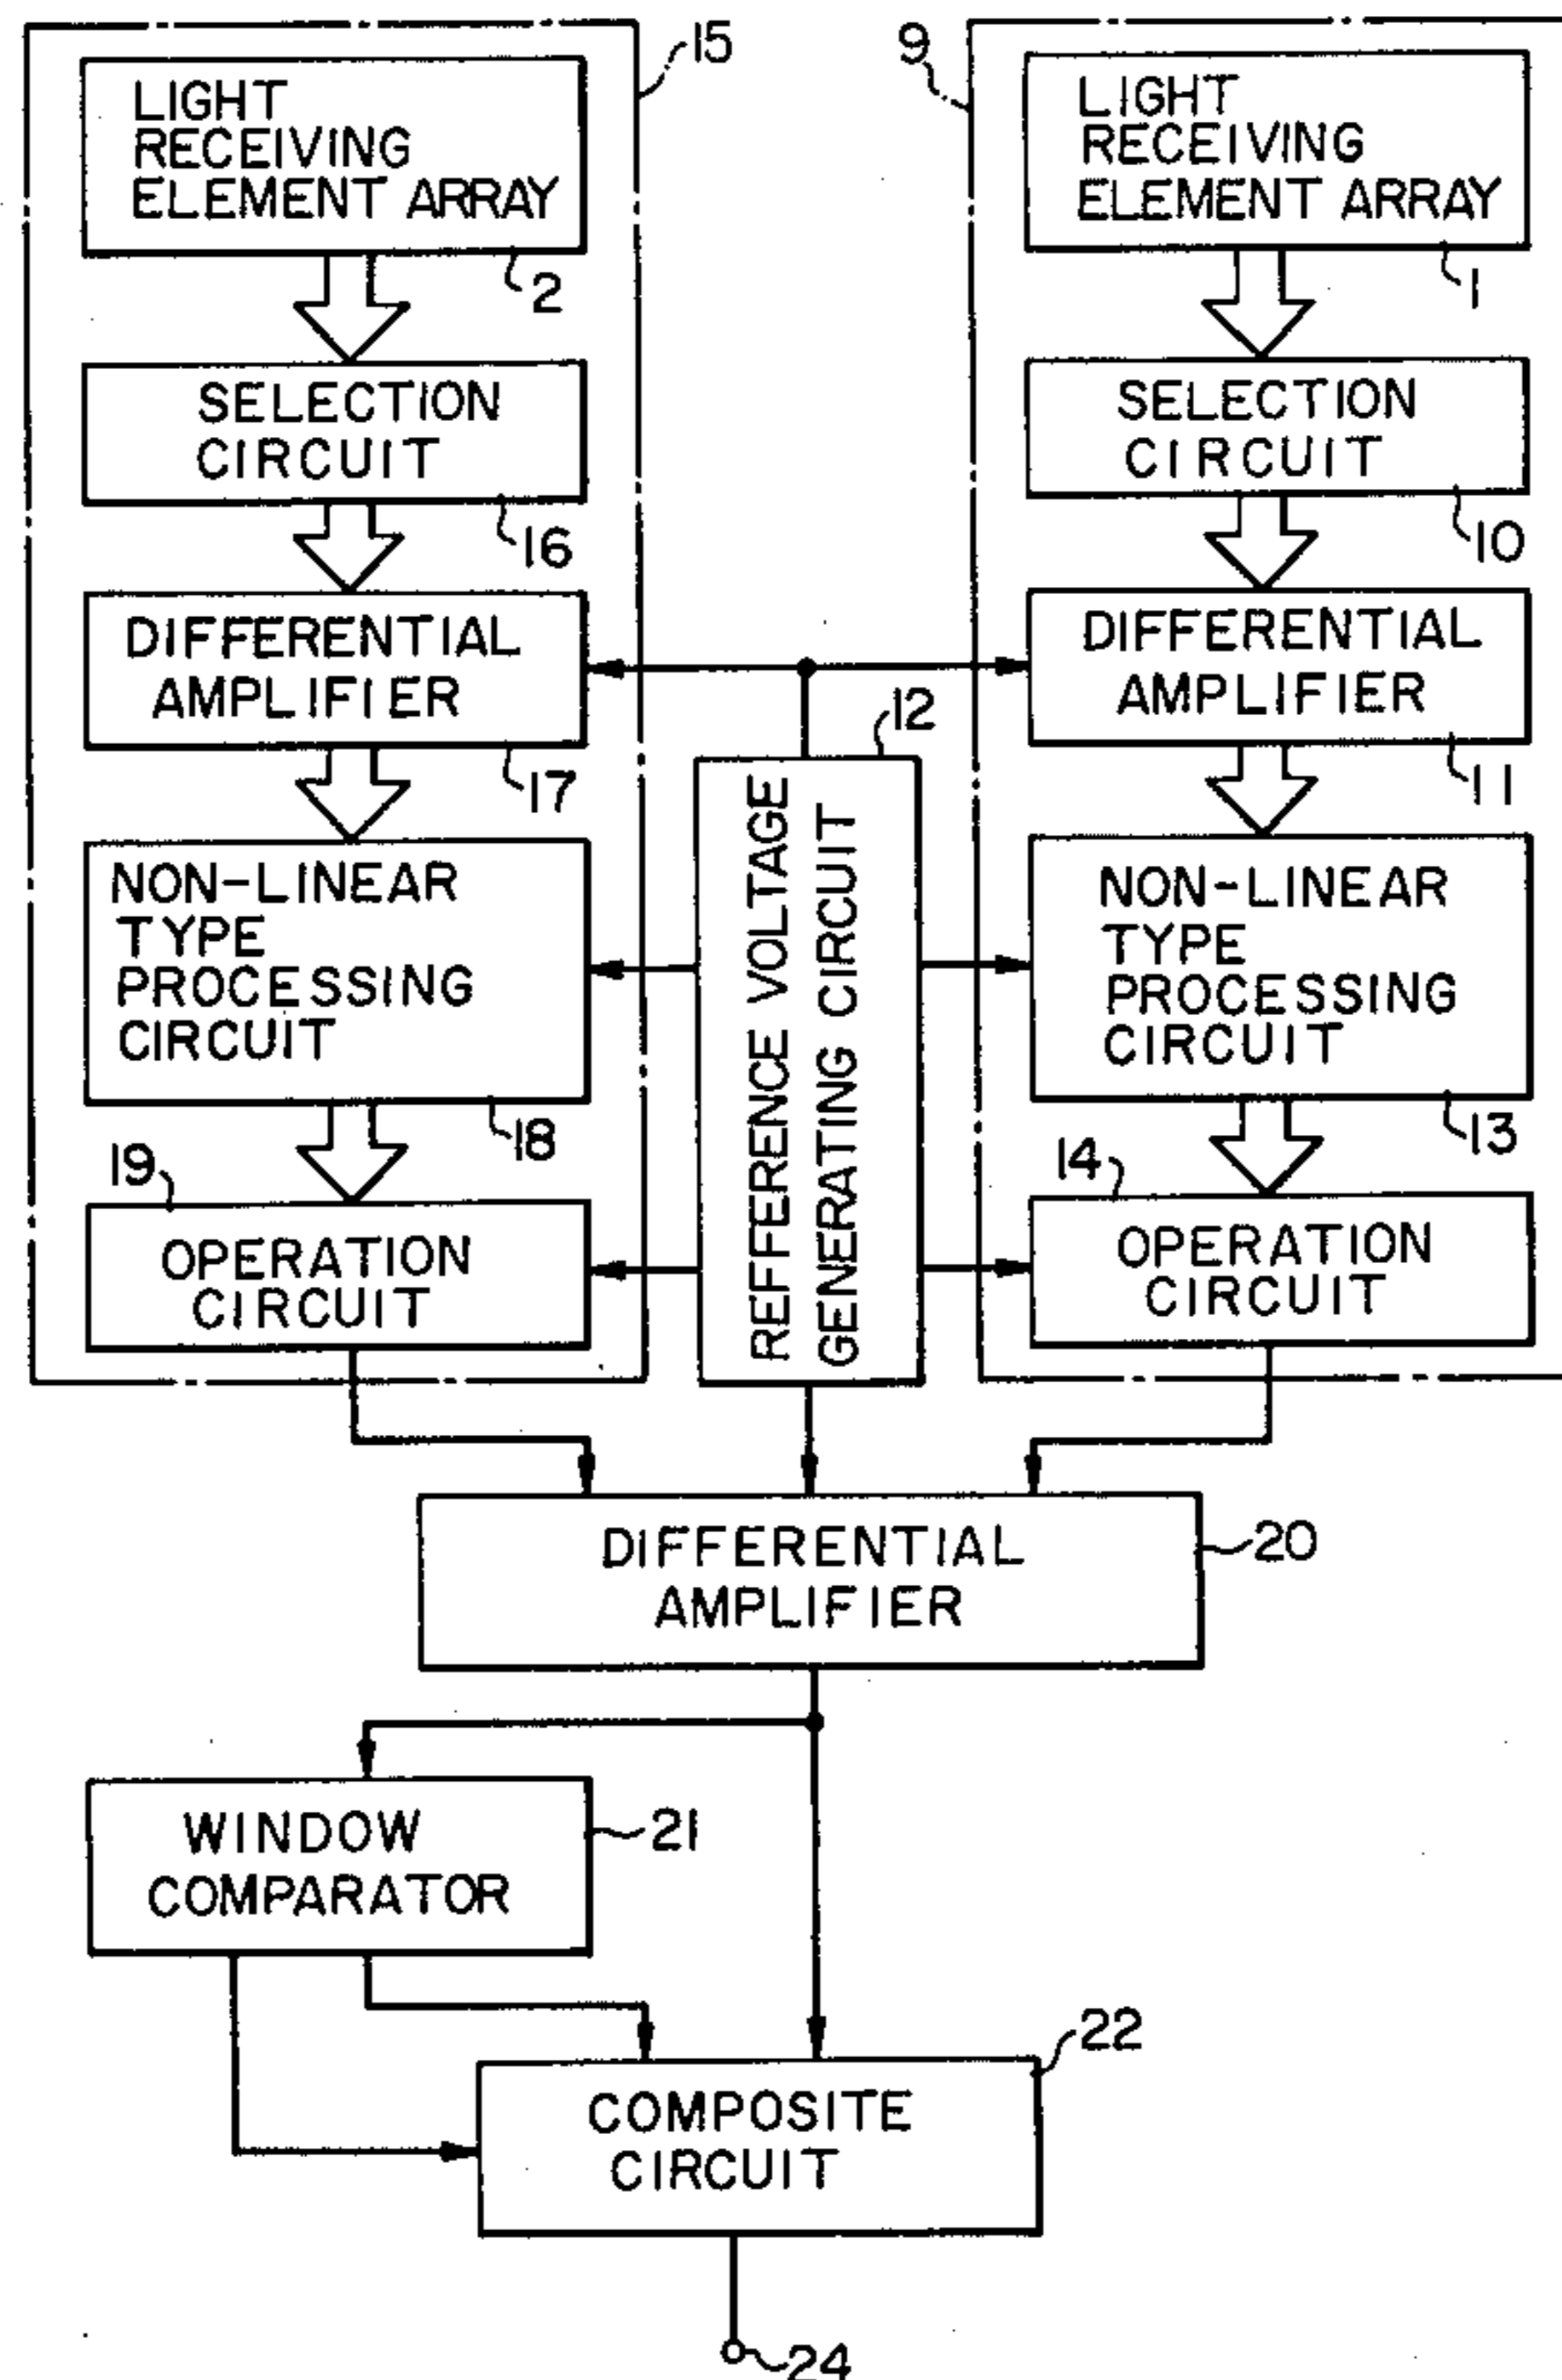 15
LIGHT
RECEIVING
ELEMENT ARRAY
2
SELECTION
CIRCUIT
16
DIFFERENTIAL
AMPLIFIER
17
NON-LINEAR
TYPE
PROCESSING
CIRCUIT
18
19
OPERATION
CIRCUIT
12
REFFERENCE VOLTAGE
GENERATING CIRCUIT
9
LIGHT
RECEIVING
ELEMENT ARRAY
1
SELECTION
CIRCUIT
10
DIFFERENTIAL
AMPLIFIER
11
NON-LINEAR
TYPE
PROCESSING
CIRCUIT
13
14
OPERATION
CIRCUIT
DIFFERENTIAL
AMPLIFIER
20
WINDOW
COMPARATOR
21
22
COMPOSITE
CIRCUIT
24